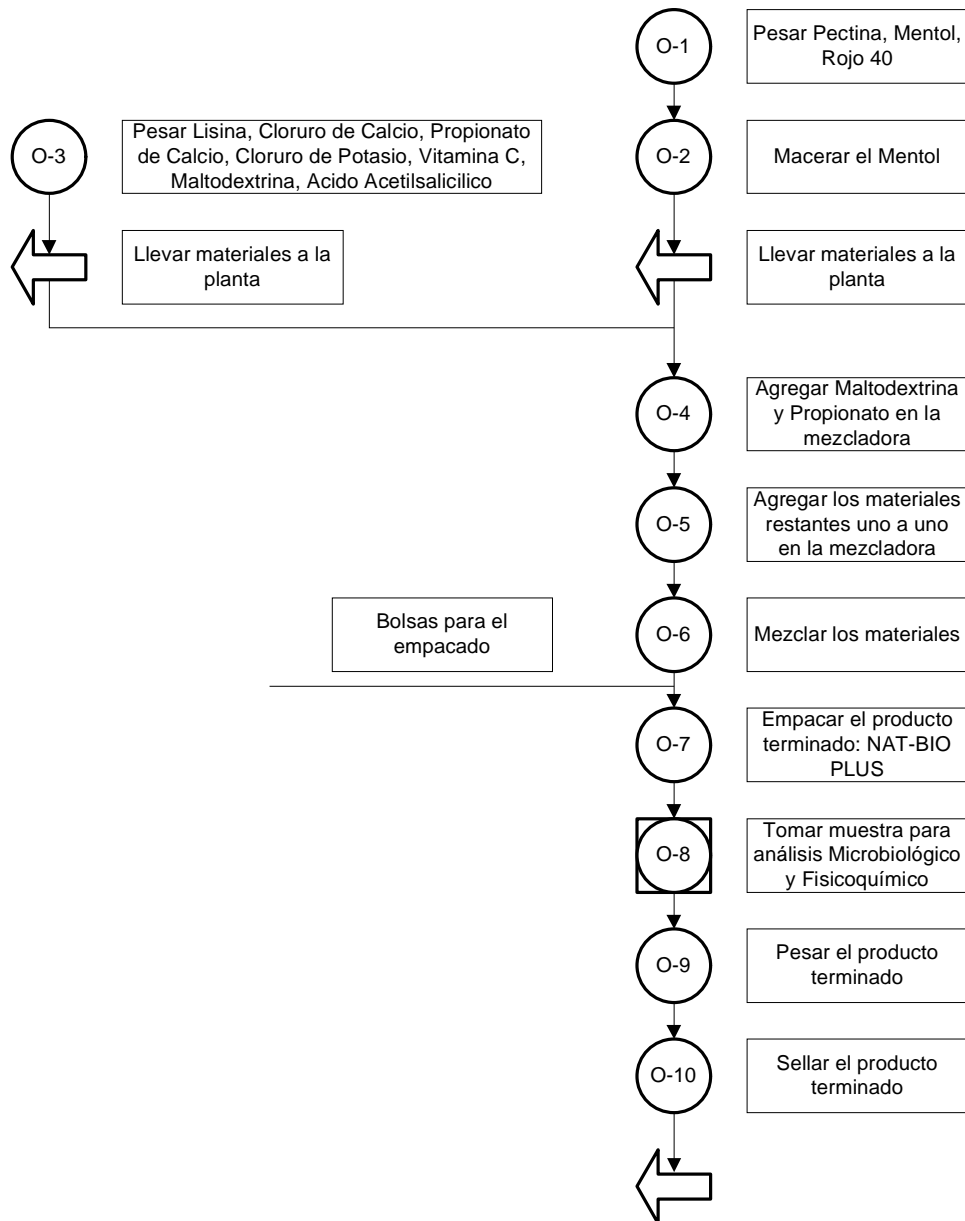 O-1
Pesar Pectina, Mentol,
Rojo 40
O-3
Pesar Lisina, Cloruro de Calcio, Propionato
de Calcio, Cloruro de Potasio, Vitamina C,
Maltodextrina, Acido Acetilsalicilico
O-2
Macerar el Mentol
Llevar materiales a la
planta
Llevar materiales a la
planta
O-4
Agregar Maltodextrina
y Propionato en la
mezcladora
O-5
Agregar los materiales
restantes uno a uno
en la mezcladora
Bolsas para el
empacado
O-6
Mezclar los materiales
O-7
Empacar el producto
terminado: NAT-BIO
PLUS
O-8
Tomar muestra para
análisis Microbiológico
y Fisicoquímico
O-9
Pesar el producto
terminado
O-10
Sellar el producto
terminado